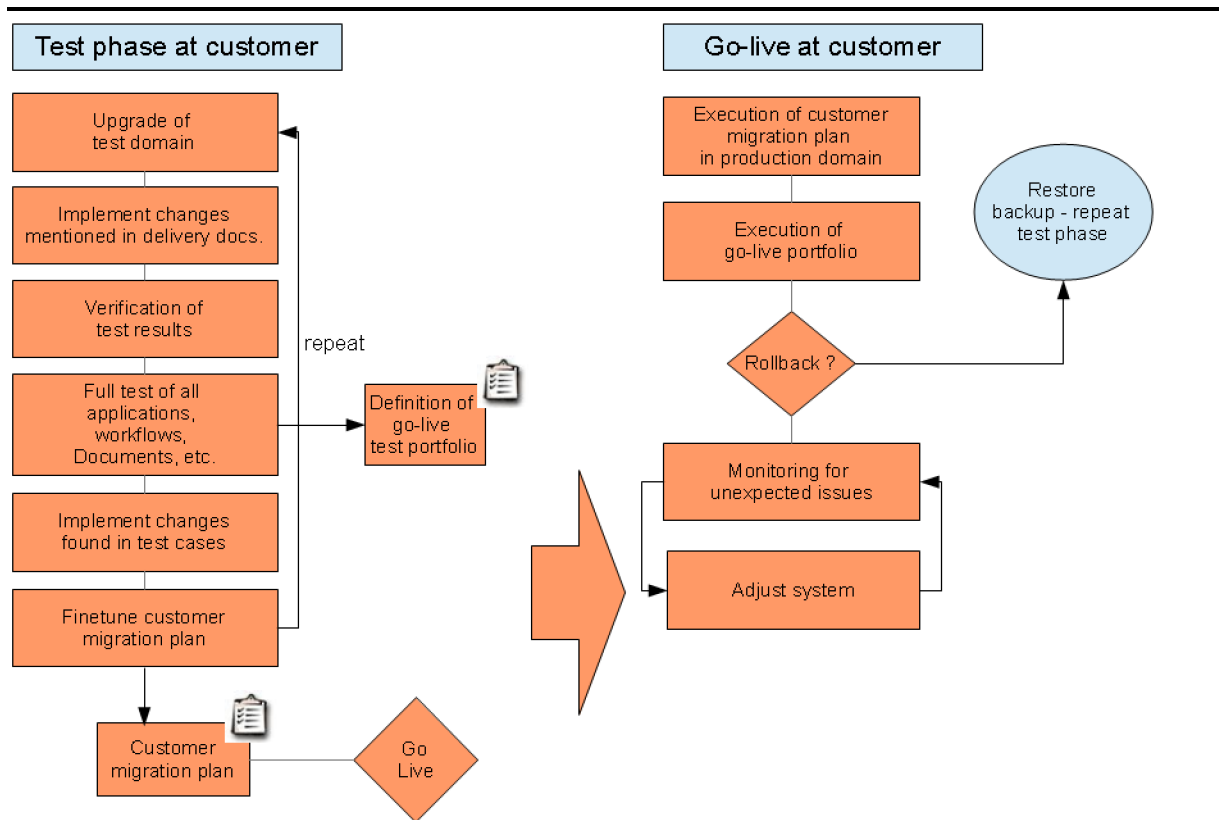 Test phase at customer
Upgrade of
test domain
Implement changes
mentioned in delivery docs.
Verification of
test results
repeat
Full test of all
applications,
workflows,
Documents, etc.
Definition of
go-live
test portfolio
Implement changes
found in test cases
Finetune customer
migration plan
Customer
migration plan
Go
Live
Go-live at customer
Execution of customer
migration plan
in production domain
Execution of
go-live portfolio
Restore
backup - repeat
test phase
Rollback ?
Monitoring for
unexpected issues
Adjust system